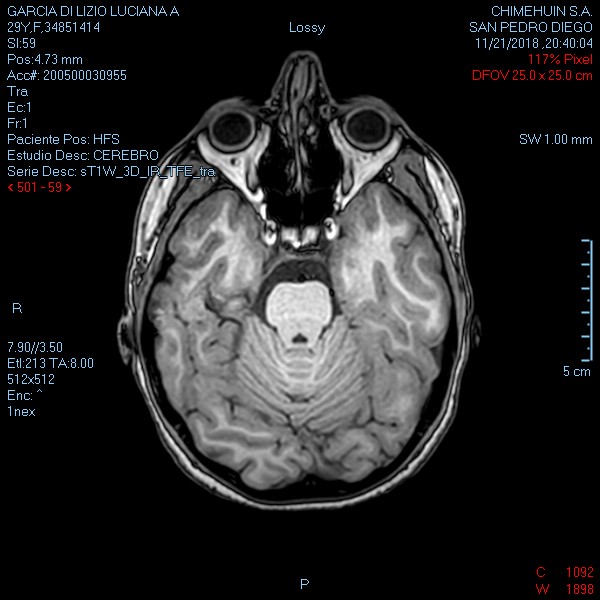 GARCIA DI LIZIO LUCIANA A
29Y,F,34851414
Sl:59
Pos:4.73 mm
Acc#: 200500030955
Tra
Ec:1
Fr:1
Paciente Pos: HFS
Estudio Desc: CEREBRO
Serie Desc: sT1W_3D_IR_TFE_tra
< 501 - 59 >
Lossy
CHIMEHUIN S.A.
SAN PEDRO DIEGO
11/21/2018 ,20:40:04
117% Pixel
DFOV 25.0 x 25.0 cm
SW 1.00 mm
R
7.90//3.50
Etl:213 TA:8.00
512x512
Enc: ^
1nex
5 cm
P
C 1092
W 1898